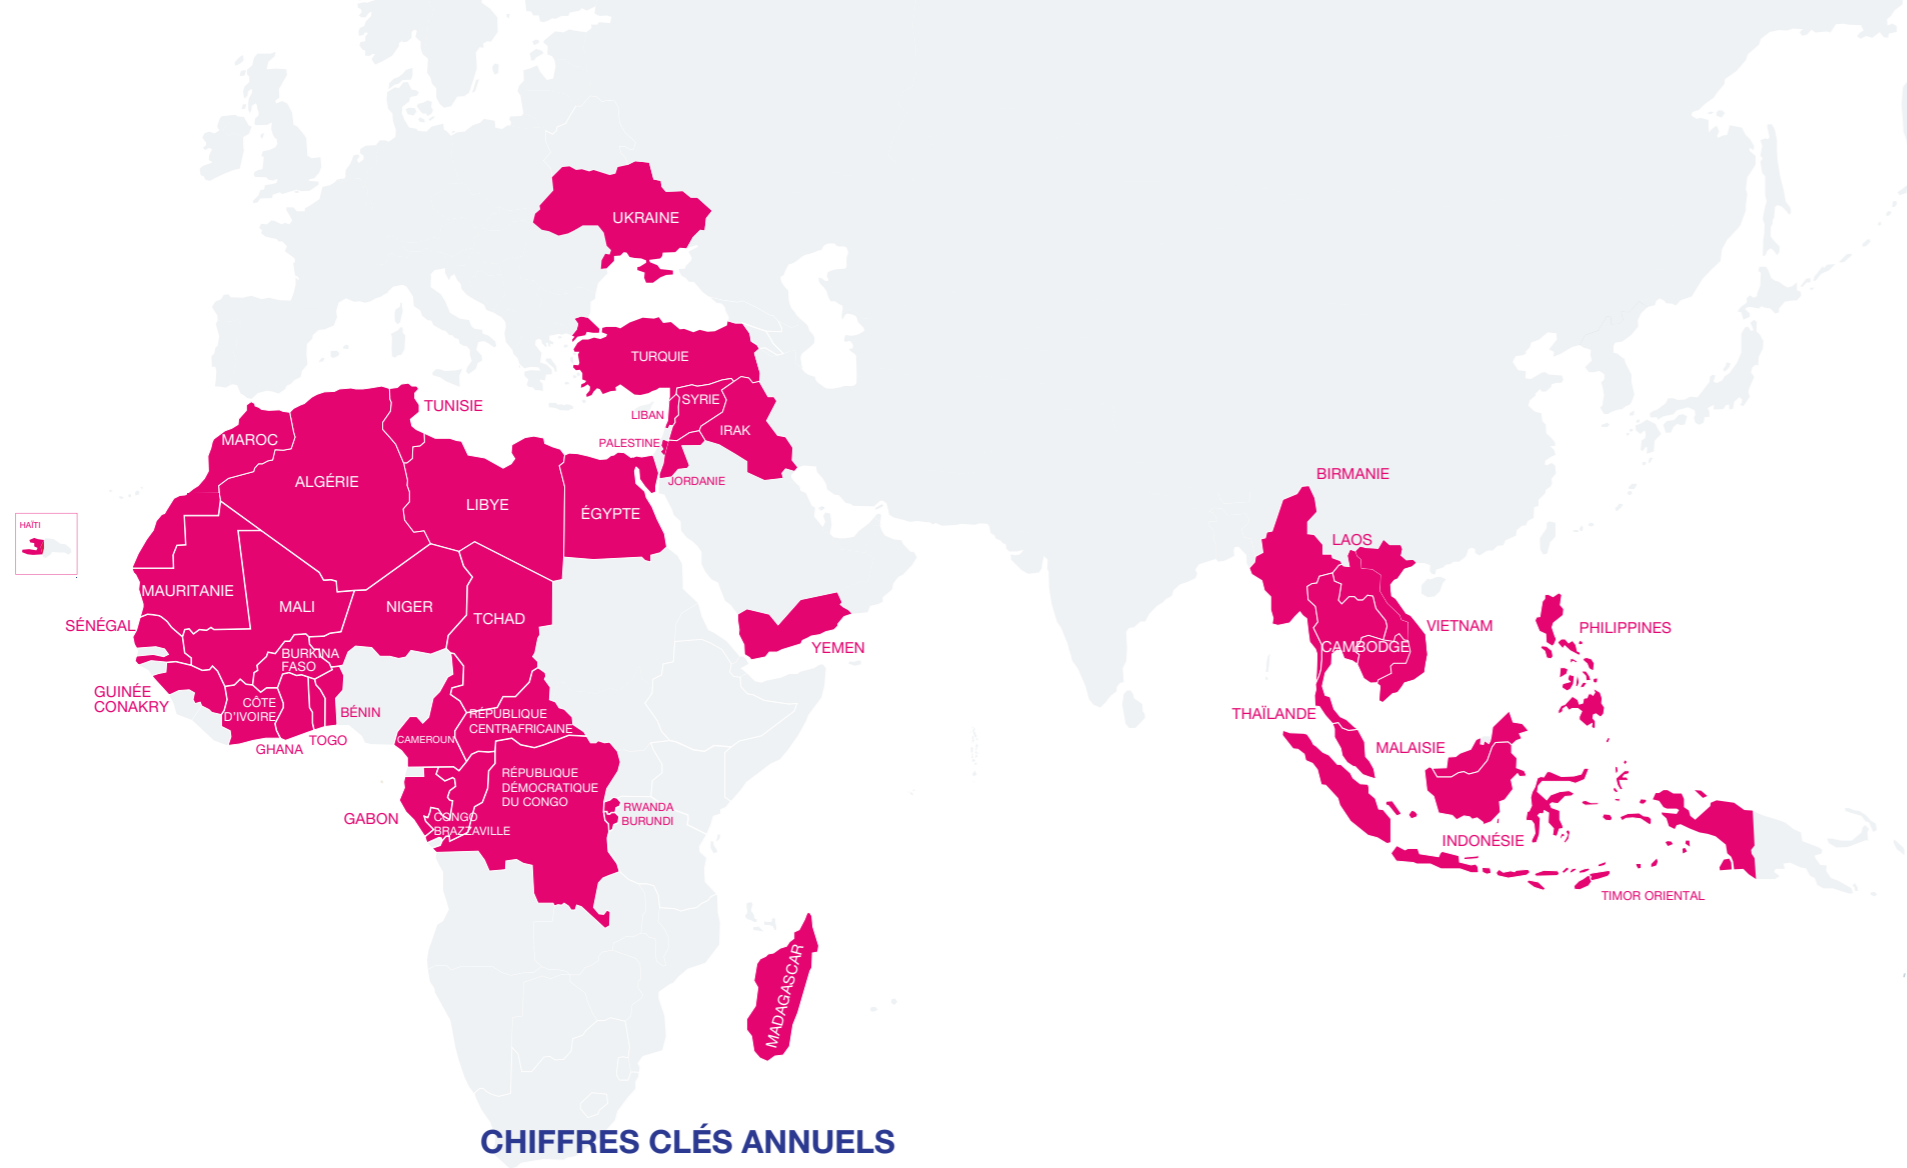 UKRAINE
TURQUIE
TUNISIE
SYRIE
LIBAN
IRAK
MAROC
PALESTINE
ALGÉRIE
JORDANIE
LIBYE
ÉGYPTE
HAÏTI
MAURITANIE
MALI
NIGER
TCHAD
SÉNÉGAL
BURKINA
FASO
YEMEN
GUINÉE
CONAKRY
CÔTE
D'IVOIRE
BÉNIN
GHANA
TOGO
RÉPUBLIQUE
CENTRAFRICAINE
CAMEROUN
RÉPUBLIQUE
DÉMOCRATIQUE
DU CONGO
GABON
CONGO
BRAZZAVILLE
RWANDA
BURUNDI
MADAGASCAR
BIRMANIE
LAOS
VIETNAM
PHILIPPINES
CAMBODGE
THAÏLANDE
MALAISIE
INDONÉSIE
TIMOR ORIENTAL
CHIFFRES CLÉS ANNUELS